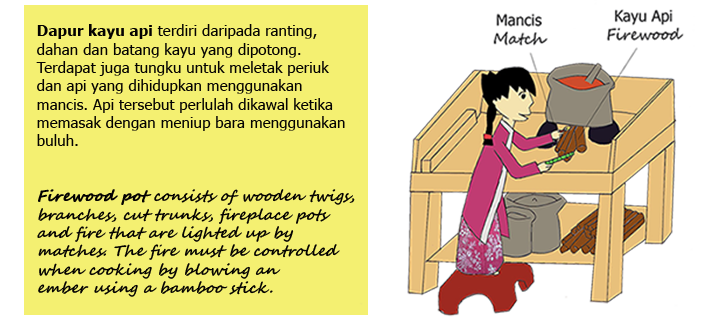 Dapur kayu api terdiri daripada ranting,
dahan dan batang kayu yang dipotong.
Terdapat juga tungku untuk meletak periuk
dan api yang dihidupkan menggunakan
mancis. Api tersebut perlulah dikawal ketika
memasak dengan meniup bara menggunakan
buluh.
Firewood pot consists of wooden twigs,
branches, cut trunks, fireplace pots
and fire that are lighted up by
matches. The fire must be controlled
when cooking by blowing an
ember using a bamboo stick.
Mancis
Match
Kayu Api
Firewood